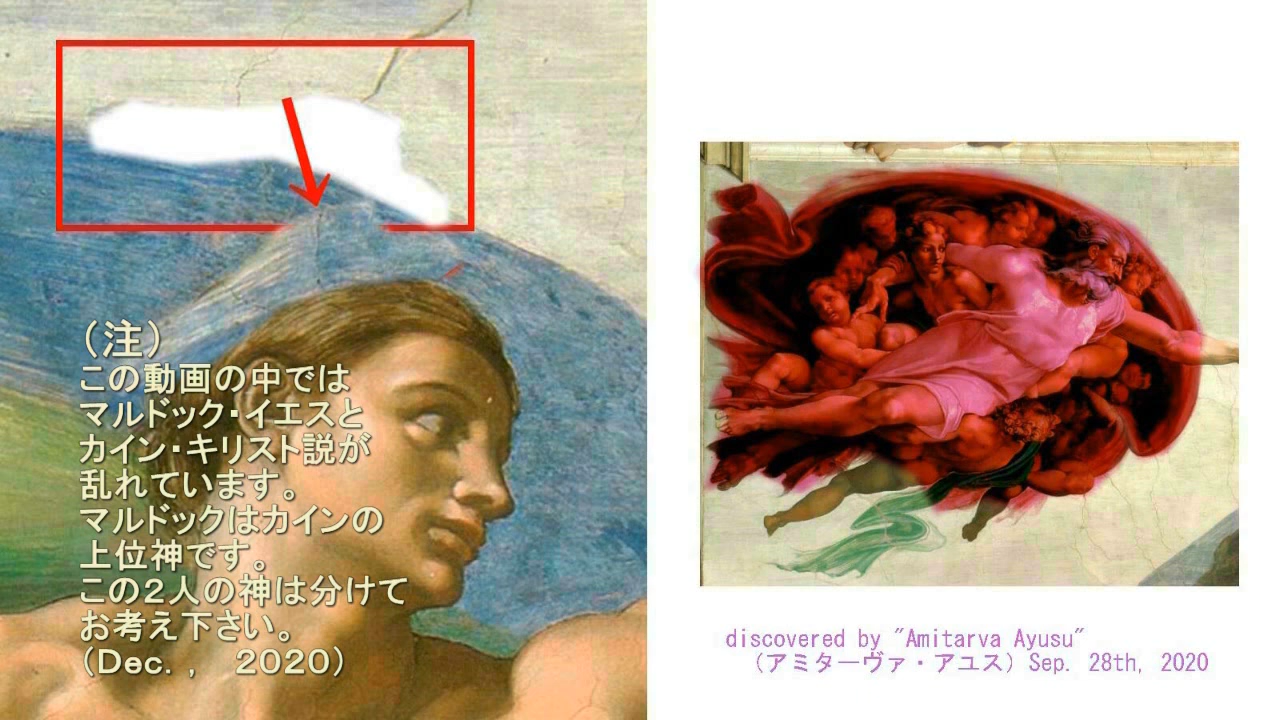 （注）
この動画の中では
マルドック・イエスと
カイン・キリスト説が
乱れています。
マルドックはカインの
上位神です。
この２人の神は分けて
お考え下さい。
（Dec.， ２０２０）
discovered by "Amitarva Ayusu"
（アミターヴァ・アユス）Sep. 28th, 2020